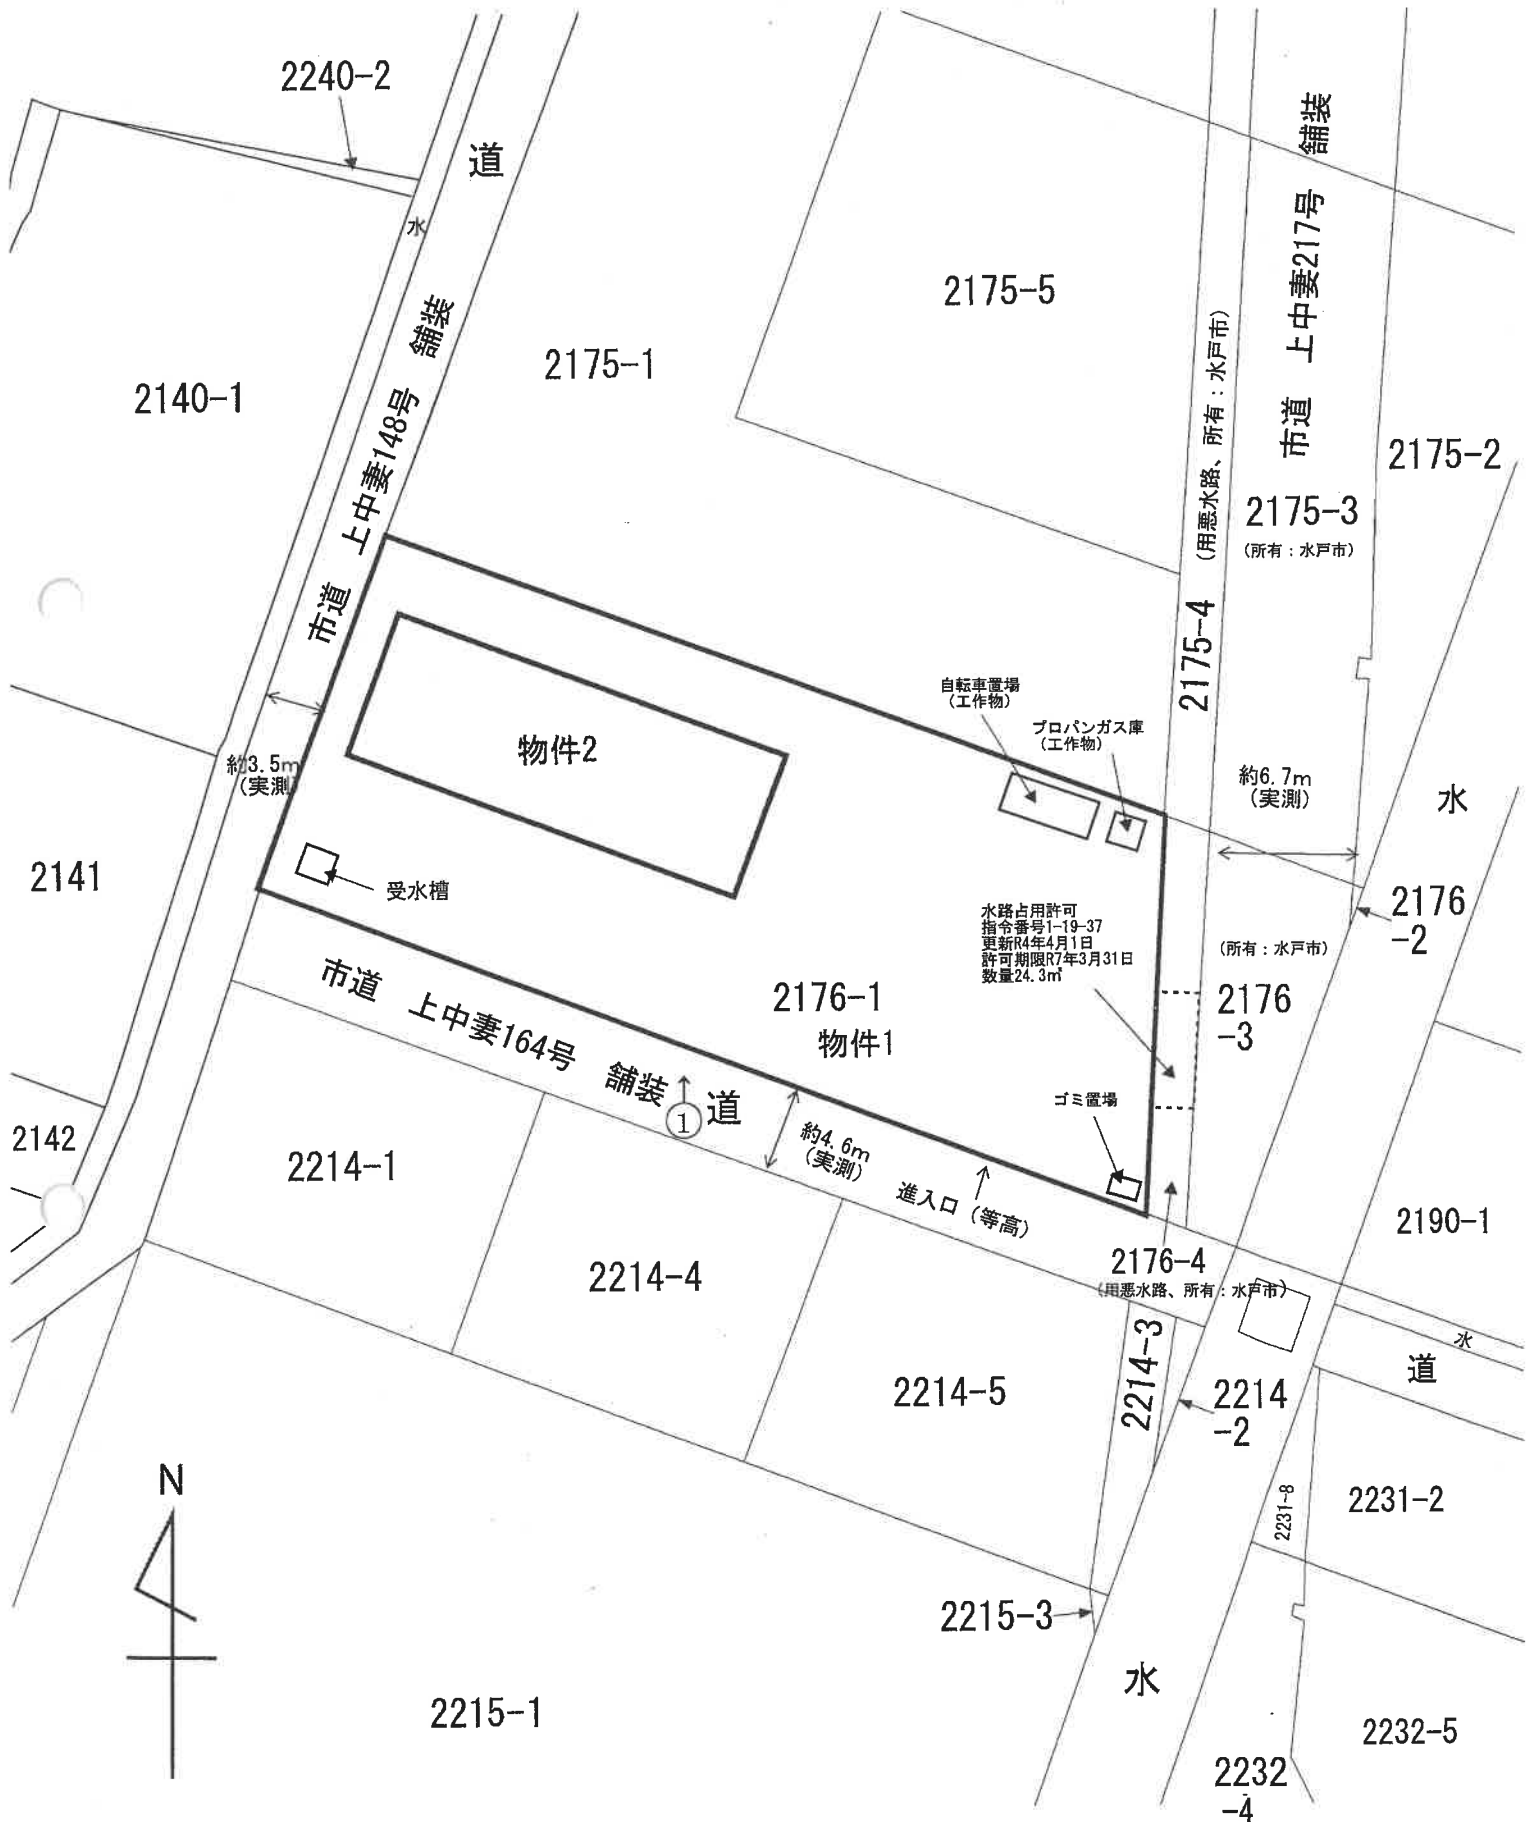 2240-2
道
水
市道 上中妻148号 舗装
2140-1
2175-1
2175-5
2175-4 (用悪水路、所有：水戸市)
市道 上中妻217号 舗装
2175-3
(所有：水戸市)
2175-2
約3.5m
(実測)
物件2
自転車置場
(工作物)
プロパンガス庫
(工作物)
約6.7m
(実測)
水
2141
受水槽
水路占用許可
指令番号1-19-37
更新R4年4月1日
許可期限R7年3月31日
数量24.3㎡
2176
-2
(所有：水戸市)
2176
-3
2176-1
物件1
市道 上中妻164号 舗装
①
道
約4.6m
(実測)
進入口 (等高)
ゴミ置場
2142
2214-1
2190-1
2176-4
(用悪水路、所有：水戸市)
2214-4
2214-3
水
道
2214-5
2214
-2
N
2231-8
2231-2
2215-3
水
2215-1
2232-5
2232
-4